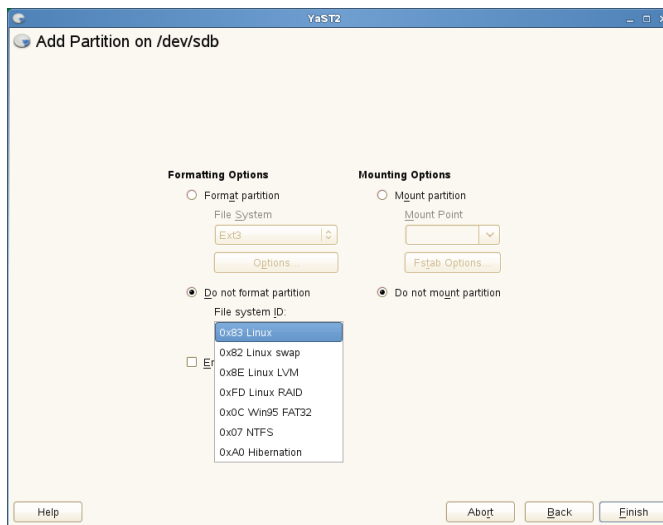 YaST2
Add Partition on /dev/sdb
Formatting Options
Format partition
File System
Ext3
Options...
Do not format partition
File system ID:
0x83 Linux
0x82 Linux swap
0x8E Linux LVM
0xFD Linux RAID
0x0C Win95 FAT32
0x07 NTFS
0xA0 Hibernation
Mounting Options
Mount partition
Mount Point
Fstab Options...
Do not mount partition
Help
Abort
Back
Finish